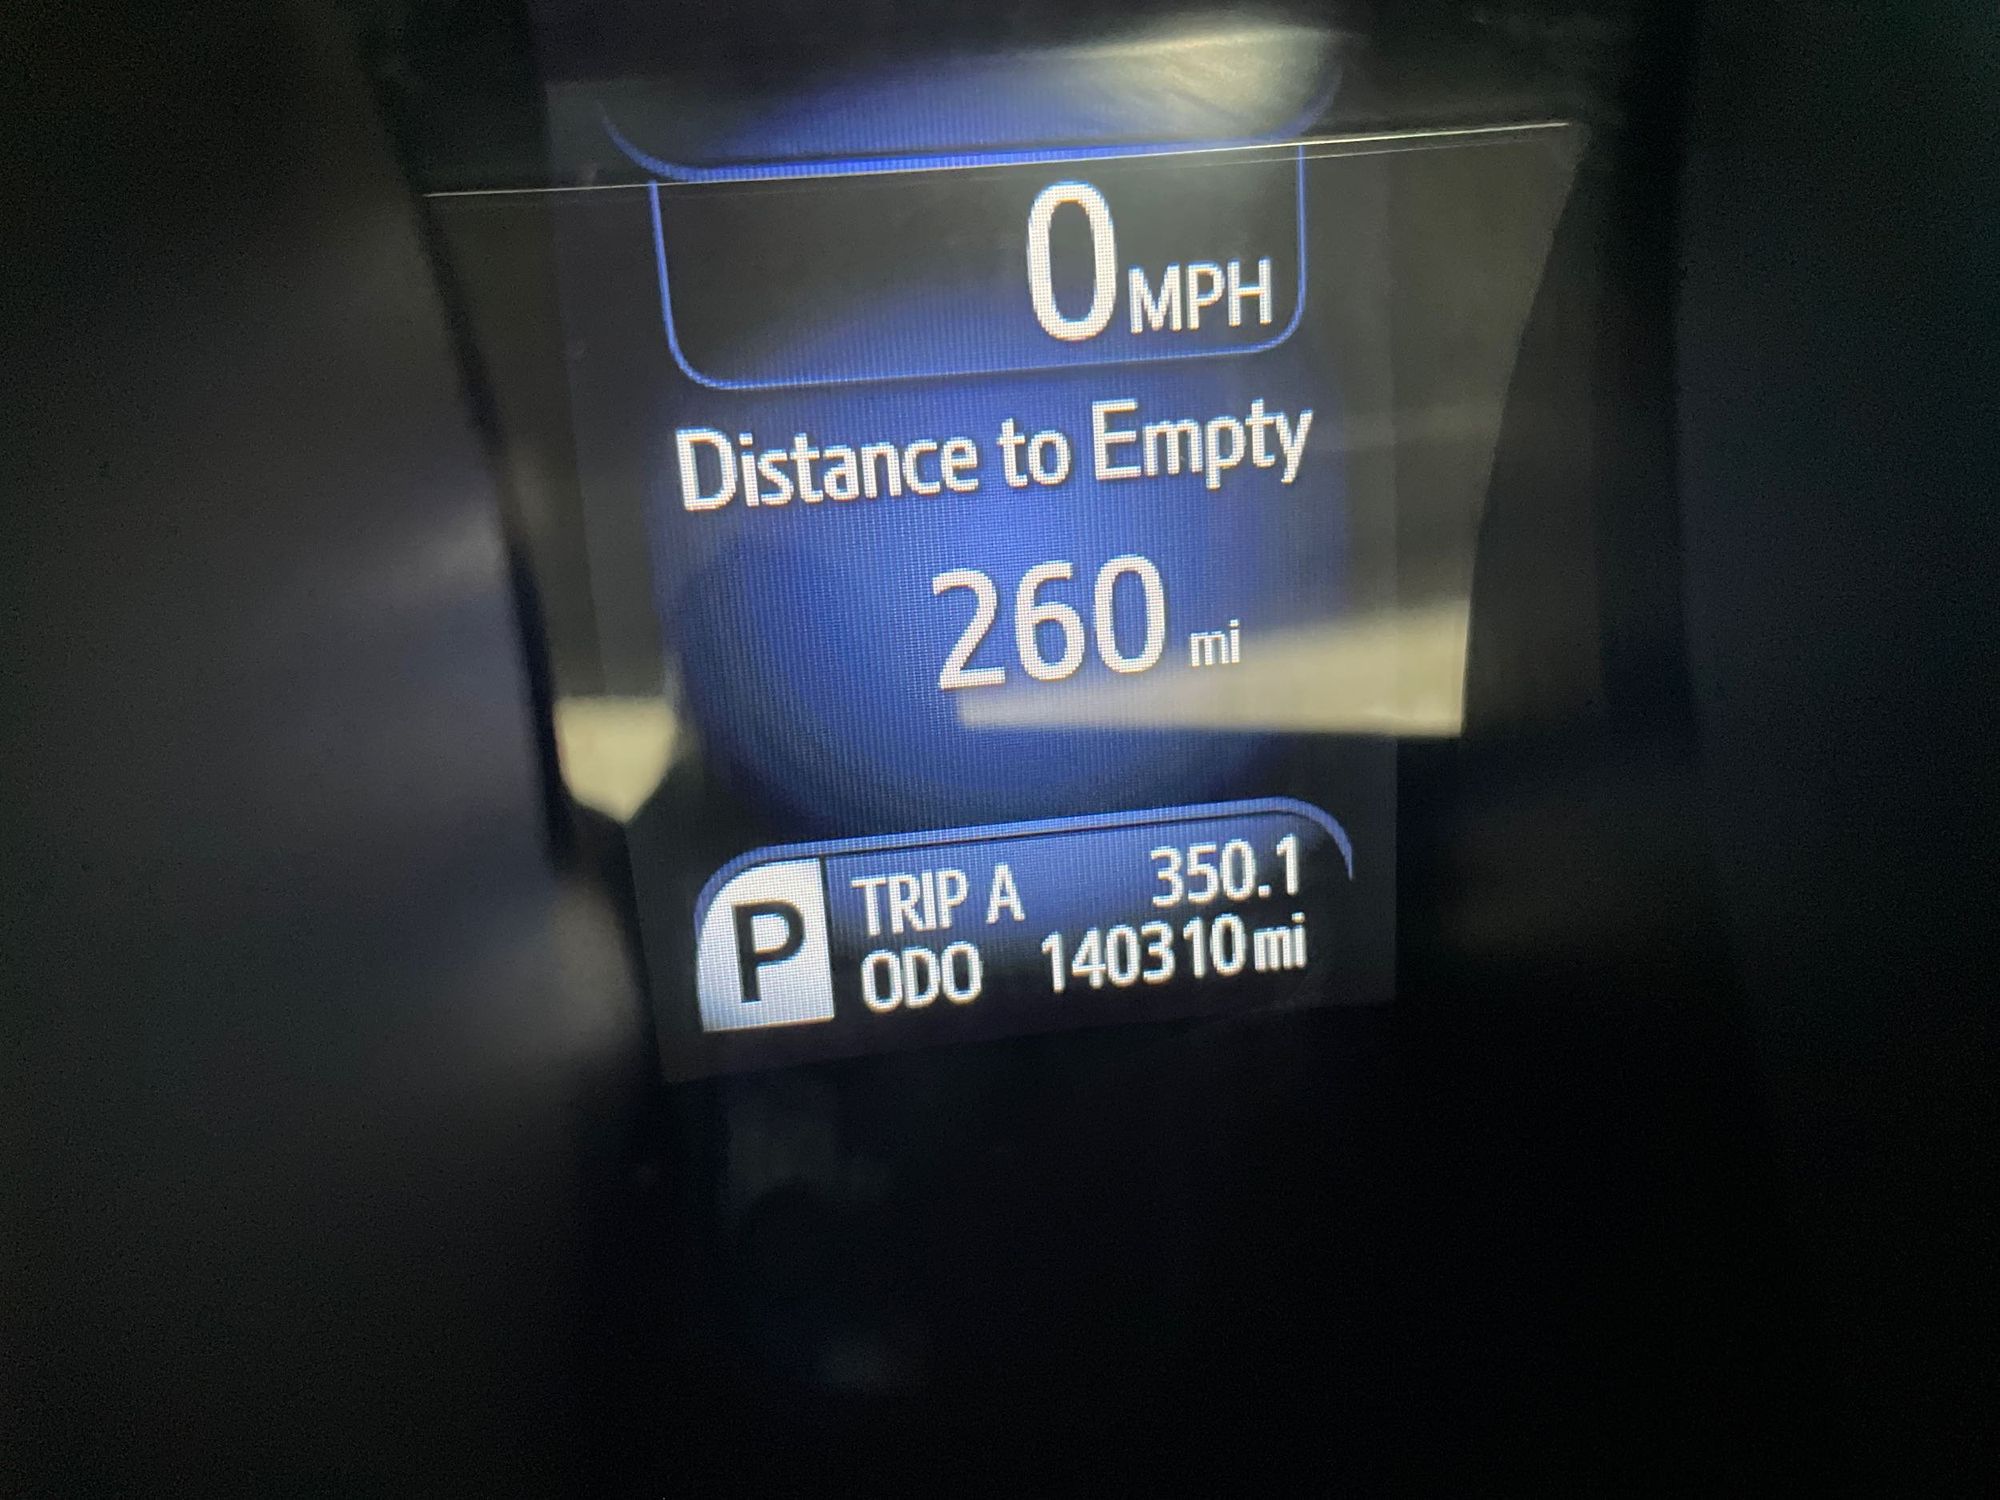 0 MPH
Distance to Empty
260 mi
P
TRIP A 350.1
ODO 140310 mi